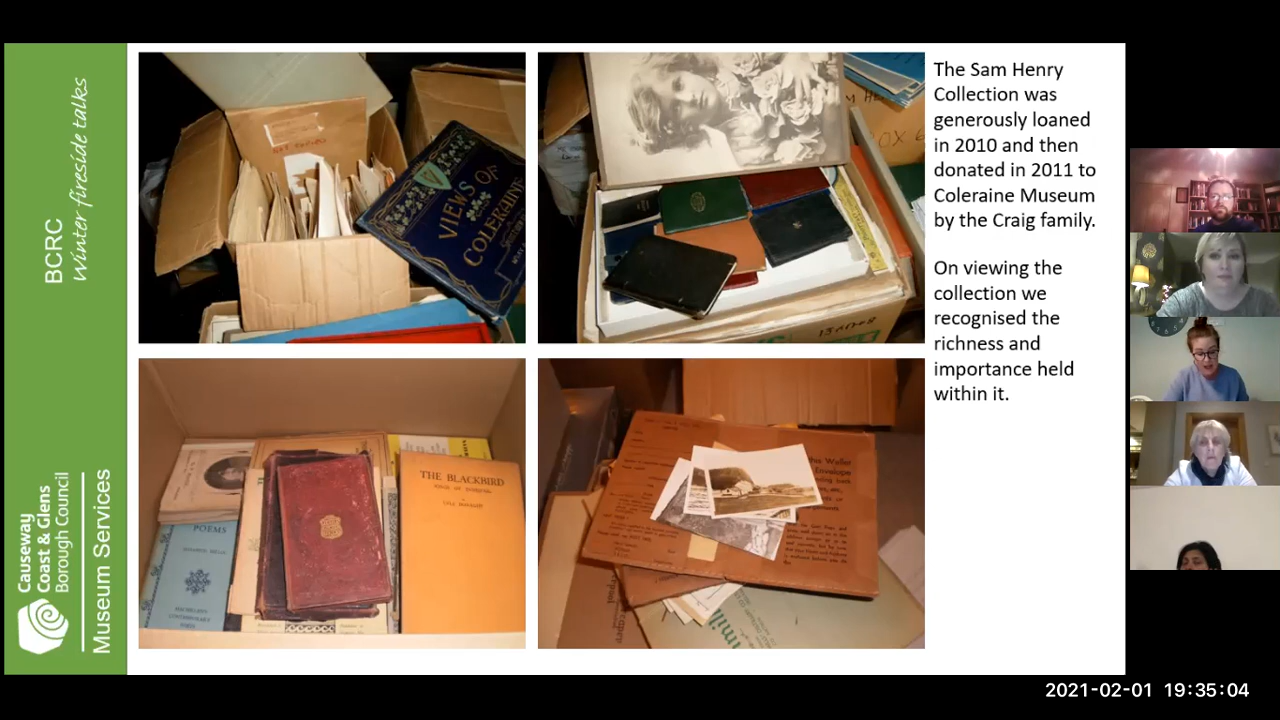 BCRC
Winter fireside talks
Causeway
Coast & Glens
Borough Council
Museum Services
VIEWS OF
COLERAINE
POEMS
THE BLACKBIRD
The Sam Henry
Collection was
generously loaned
in 2010 and then
donated in 2011 to
Coleraine Museum
by the Craig family.
On viewing the
collection we
recognised the
richness and
importance held
within it.
2021-02-01 19:35:04